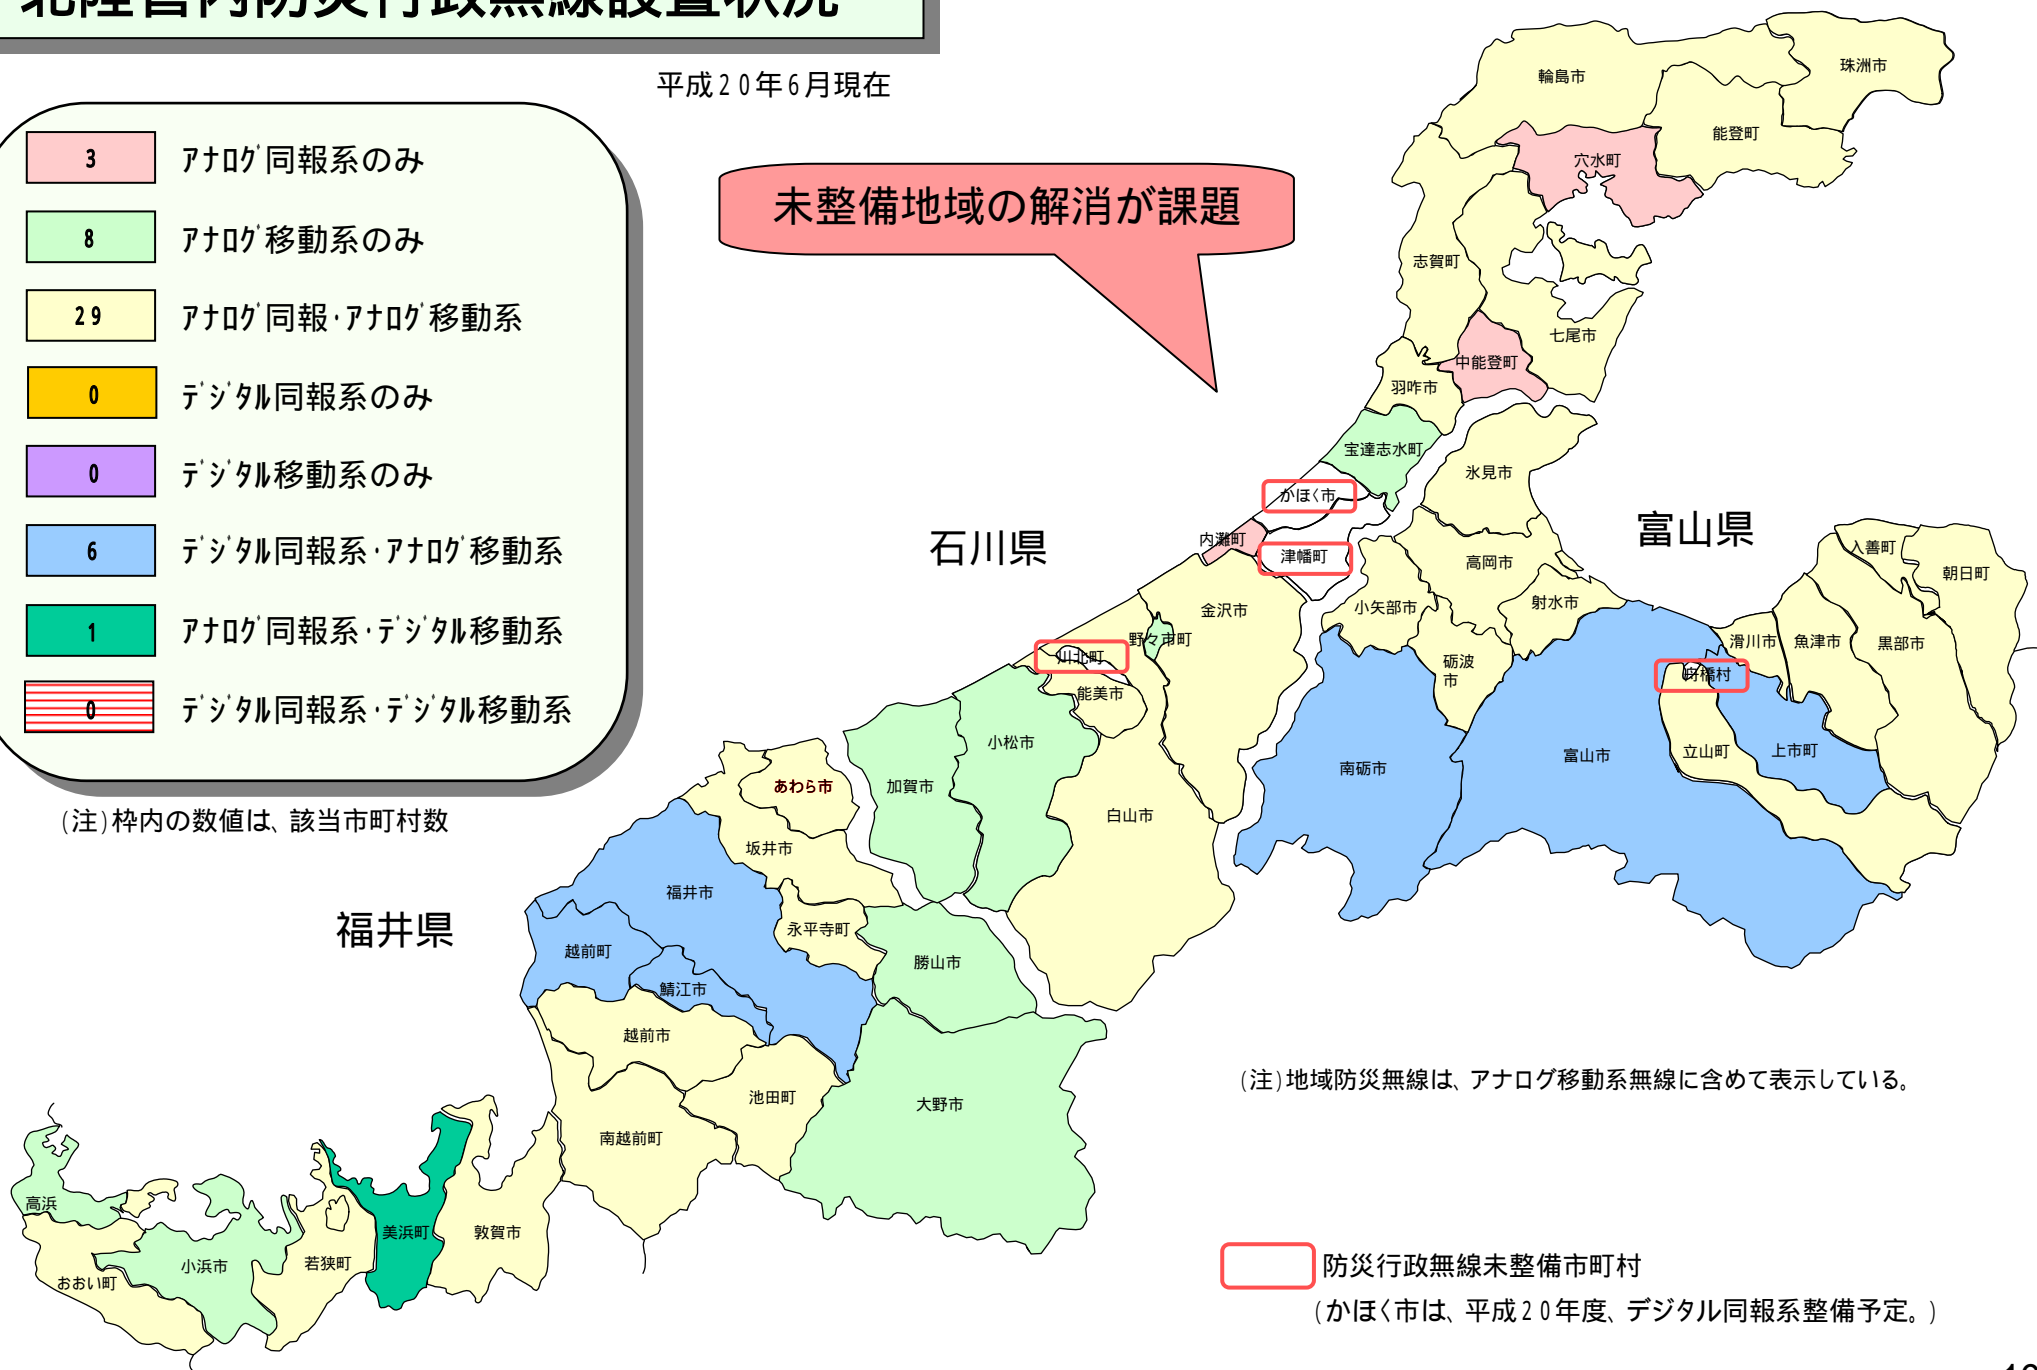 北陸管内防災行政無線設置状況
平成20年6月現在
3 アナログ同報系のみ
8 アナログ移動系のみ
29 アナログ同報・アナログ移動系
0 デジタル同報系のみ
0 デジタル移動系のみ
6 デジタル同報系・アナログ移動系
1 アナログ同報系・デジタル移動系
0 デジタル同報系・デジタル移動系
(注)枠内の数値は、該当市町村数
未整備地域の解消が課題
石川県
輪島市
珠洲市
能登町
穴水町
志賀町
七尾市
中能登町
羽咋市
宝達志水町
かほく市
内灘町
津幡町
金沢市
野々市町
川北町
能美市
小松市
加賀市
白山市
富山県
氷見市
高岡市
小矢部市
射水市
砺波
市
南砺市
富山市
舟橋村
立山町
上市町
滑川市
魚津市
黒部市
入善町
朝日町
福井県
あわら市
坂井市
福井市
永平寺町
勝山市
越前町
鯖江市
越前市
池田町
大野市
南越前町
敦賀市
美浜町
若狭町
小浜市
おおい町
高浜
(注)地域防災無線は、アナログ移動系無線に含めて表示している。
防災行政無線未整備市町村
(かほく市は、平成20年度、デジタル同報系整備予定。)